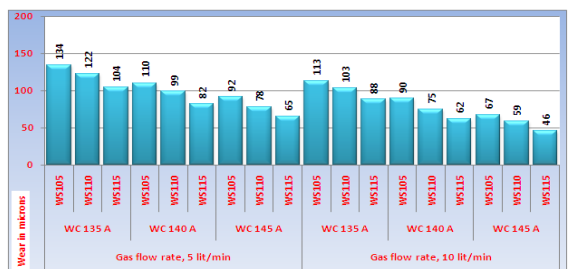 200
150
100
50
0
134 122 104 110 99 82 92 78 65 113 103 88 90 75 62 67 59 46
WS105 WS110 WS115 WS105 WS110 WS115 WS105 WS110 WS115 WS105 WS110 WS115 WS105 WS110 WS115 WS105 WS110 WS115
WC 135 A WC 140 A WC 145 A WC 135 A WC 140 A WC 145 A
Gas flow rate, 5 lit/min Gas flow rate, 10 lit/min
Wear in microns